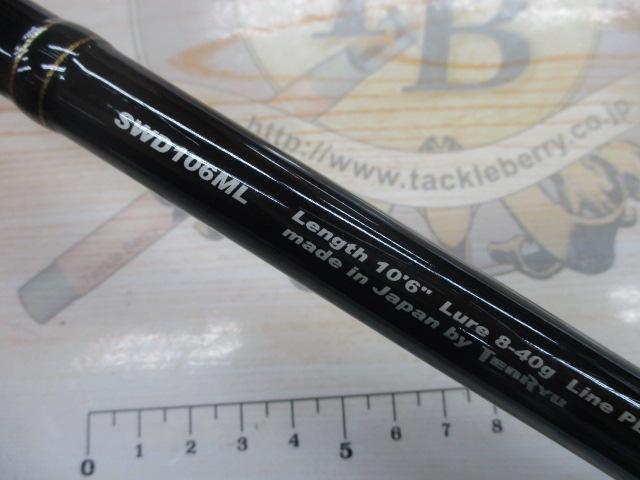 TB
http://www.tackleberry.co.jp
SWD106ML
Length 10'6" Lure 8-40g Line PE
made in Japan by TENRYU
0 1 2 3 4 5 6 7 8